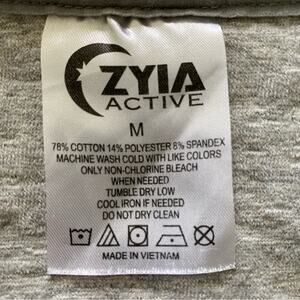 ZYIA
ACTIVE
M
78% COTTON 14% POLYESTER 8% SPANDEX
MACHINE WASH COLD WITH LIKE COLORS
ONLY NON-CHLORINE BLEACH
WHEN NEEDED
TUMBLE DRY LOW
COOL IRON IF NEEDED
DO NOT DRY CLEAN
MADE IN VIETNAM